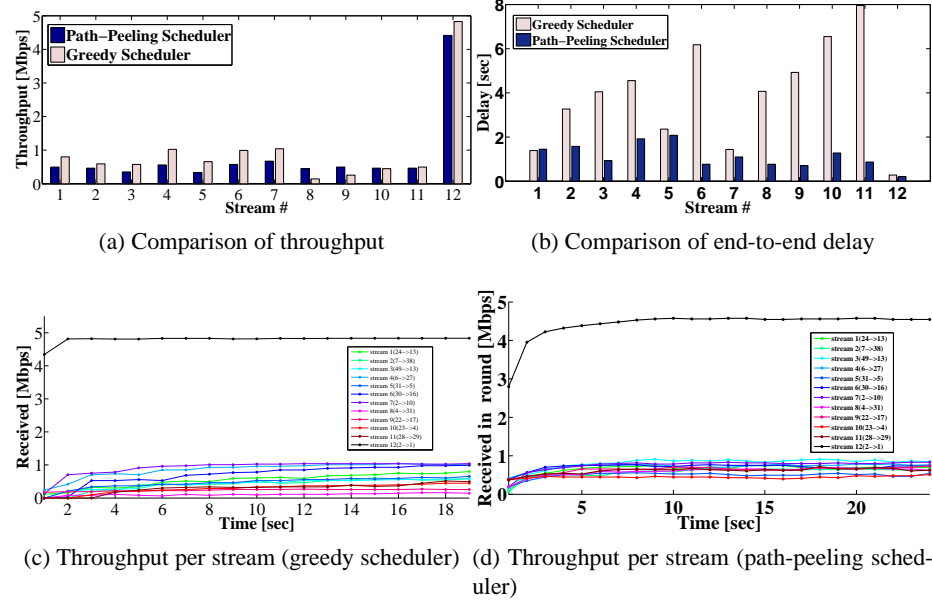 5
4
3
2
1
0
Throughput [Mbps]
Path-Peeling Scheduler
Greedy Scheduler
1 2 3 4 5 6 7 8 9 10 11 12
Stream #
(a) Comparison of throughput
8
6
4
2
0
Delay [sec]
Greedy Scheduler
Path-Peeling Scheduler
1 2 3 4 5 6 7 8 9 10 11 12
Stream #
(b) Comparison of end-to-end delay
5
4
3
2
1
0
Received [Mbps]
stream 1(24->13)
stream 2(7->38)
stream 3(49->13)
stream 4(6->27)
stream 5(31->5)
stream 6(30->16)
stream 7(2->10)
stream 8(4->31)
stream 9(22->17)
stream 10(23->4)
stream 11(28->29)
stream 12(2->1)
2 4 6 8 10 12 14 16 18
Time [sec]
(c) Throughput per stream (greedy scheduler)
5
4
3
2
1
0
Received in round [Mbps]
stream 1(24->13)
stream 2(7->38)
stream 3(49->13)
stream 4(6->27)
stream 5(31->5)
stream 6(30->16)
stream 7(2->10)
stream 8(4->31)
stream 9(22->17)
stream 10(23->4)
stream 11(28->29)
stream 12(2->1)
5 10 15 20
Time [sec]
(d) Throughput per stream (path-peeling sched-
uler)